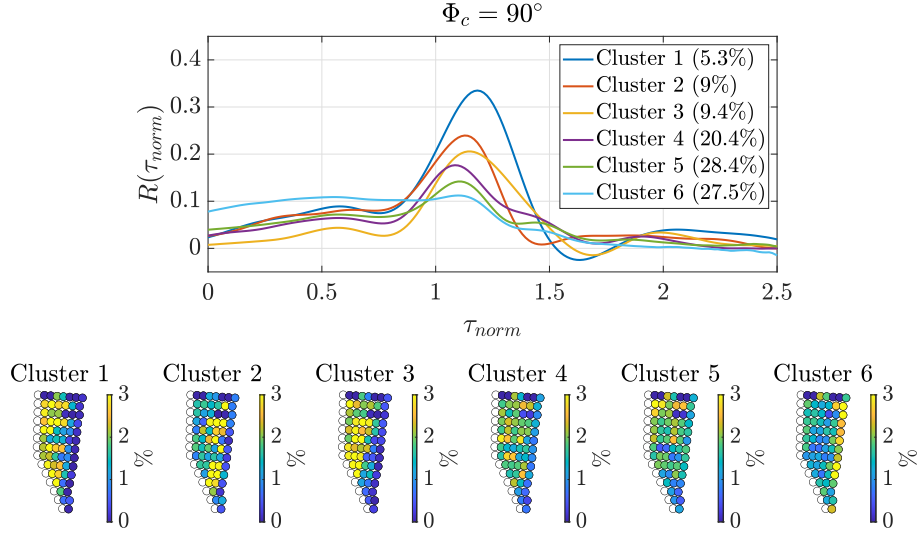 Φc = 90°
R(τnorm)
0.4
0.3
0.2
0.1
0
Cluster 1 (5.3%)
Cluster 2 (9%)
Cluster 3 (9.4%)
Cluster 4 (20.4%)
Cluster 5 (28.4%)
Cluster 6 (27.5%)
0 0.5 1 1.5 2 2.5
τnorm
Cluster 1 Cluster 2 Cluster 3 Cluster 4 Cluster 5 Cluster 6
3 3 3 3 3 3
2 2 2 2 2 2
% % % % % %
1 1 1 1 1 1
0 0 0 0 0 0